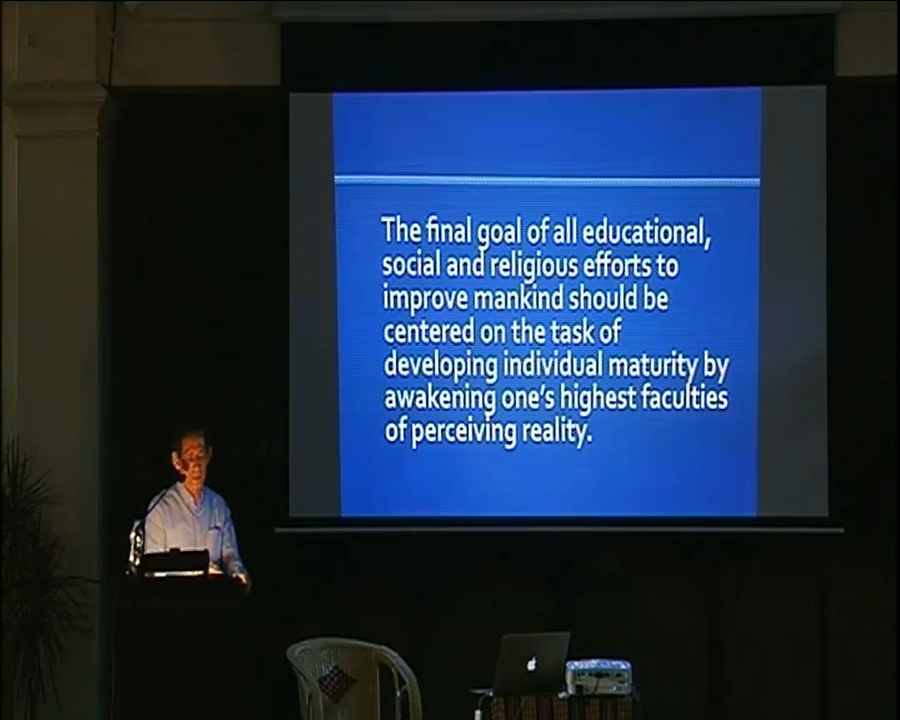 The final goal of all educational,
social and religious efforts to
improve mankind should be
centered on the task of
developing individual maturity by
awakening one's highest faculties
of perceiving reality.